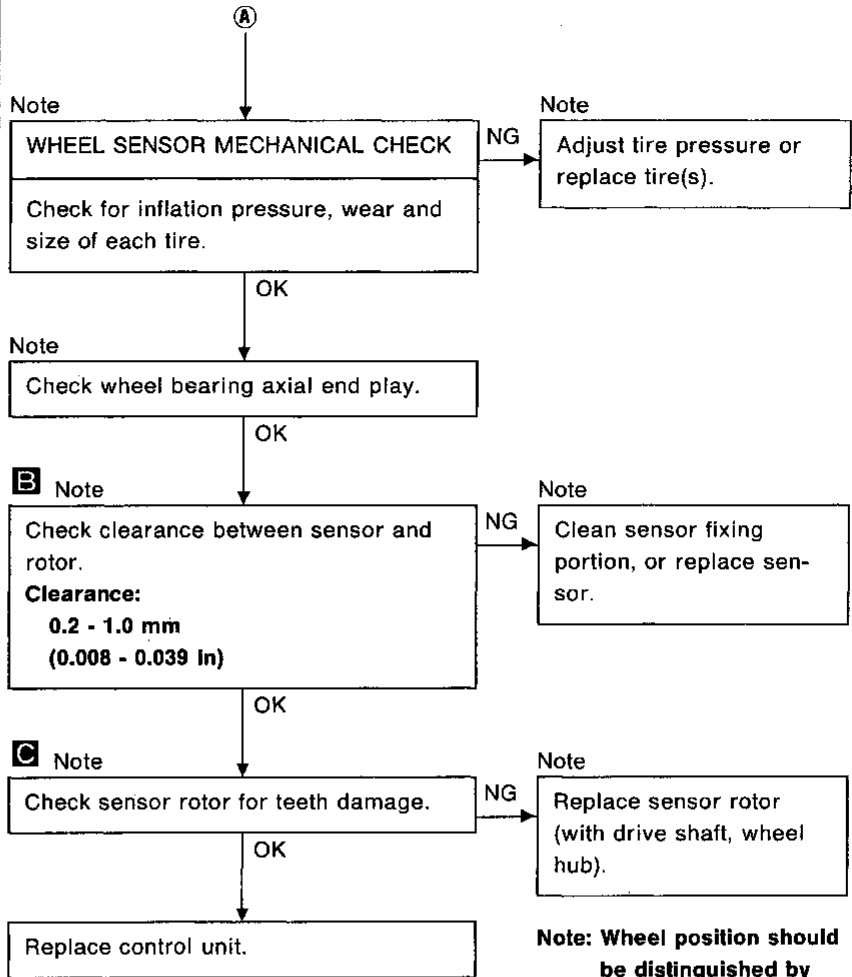 A
Note
WHEEL SENSOR MECHANICAL CHECK
Check for inflation pressure, wear and
size of each tire.
NG
Note
Adjust tire pressure or
replace tire(s).
OK
Note
Check wheel bearing axial end play.
OK
B Note
Check clearance between sensor and
rotor.
Clearance:
0.2 - 1.0 mm
(0.008 - 0.039 in)
NG
Note
Clean sensor fixing
portion, or replace sen-
sor.
OK
C Note
Check sensor rotor for teeth damage.
NG
Note
Replace sensor rotor
(with drive shaft, wheel
hub).
OK
Replace control unit.
Note: Wheel position should
be distinguished by